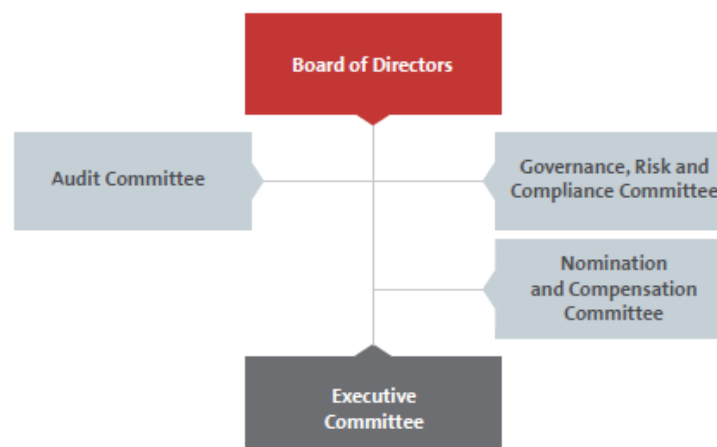 Board of Directors
Audit Committee
Governance, Risk and
Compliance Committee
Nomination
and Compensation
Committee
Executive
Committee